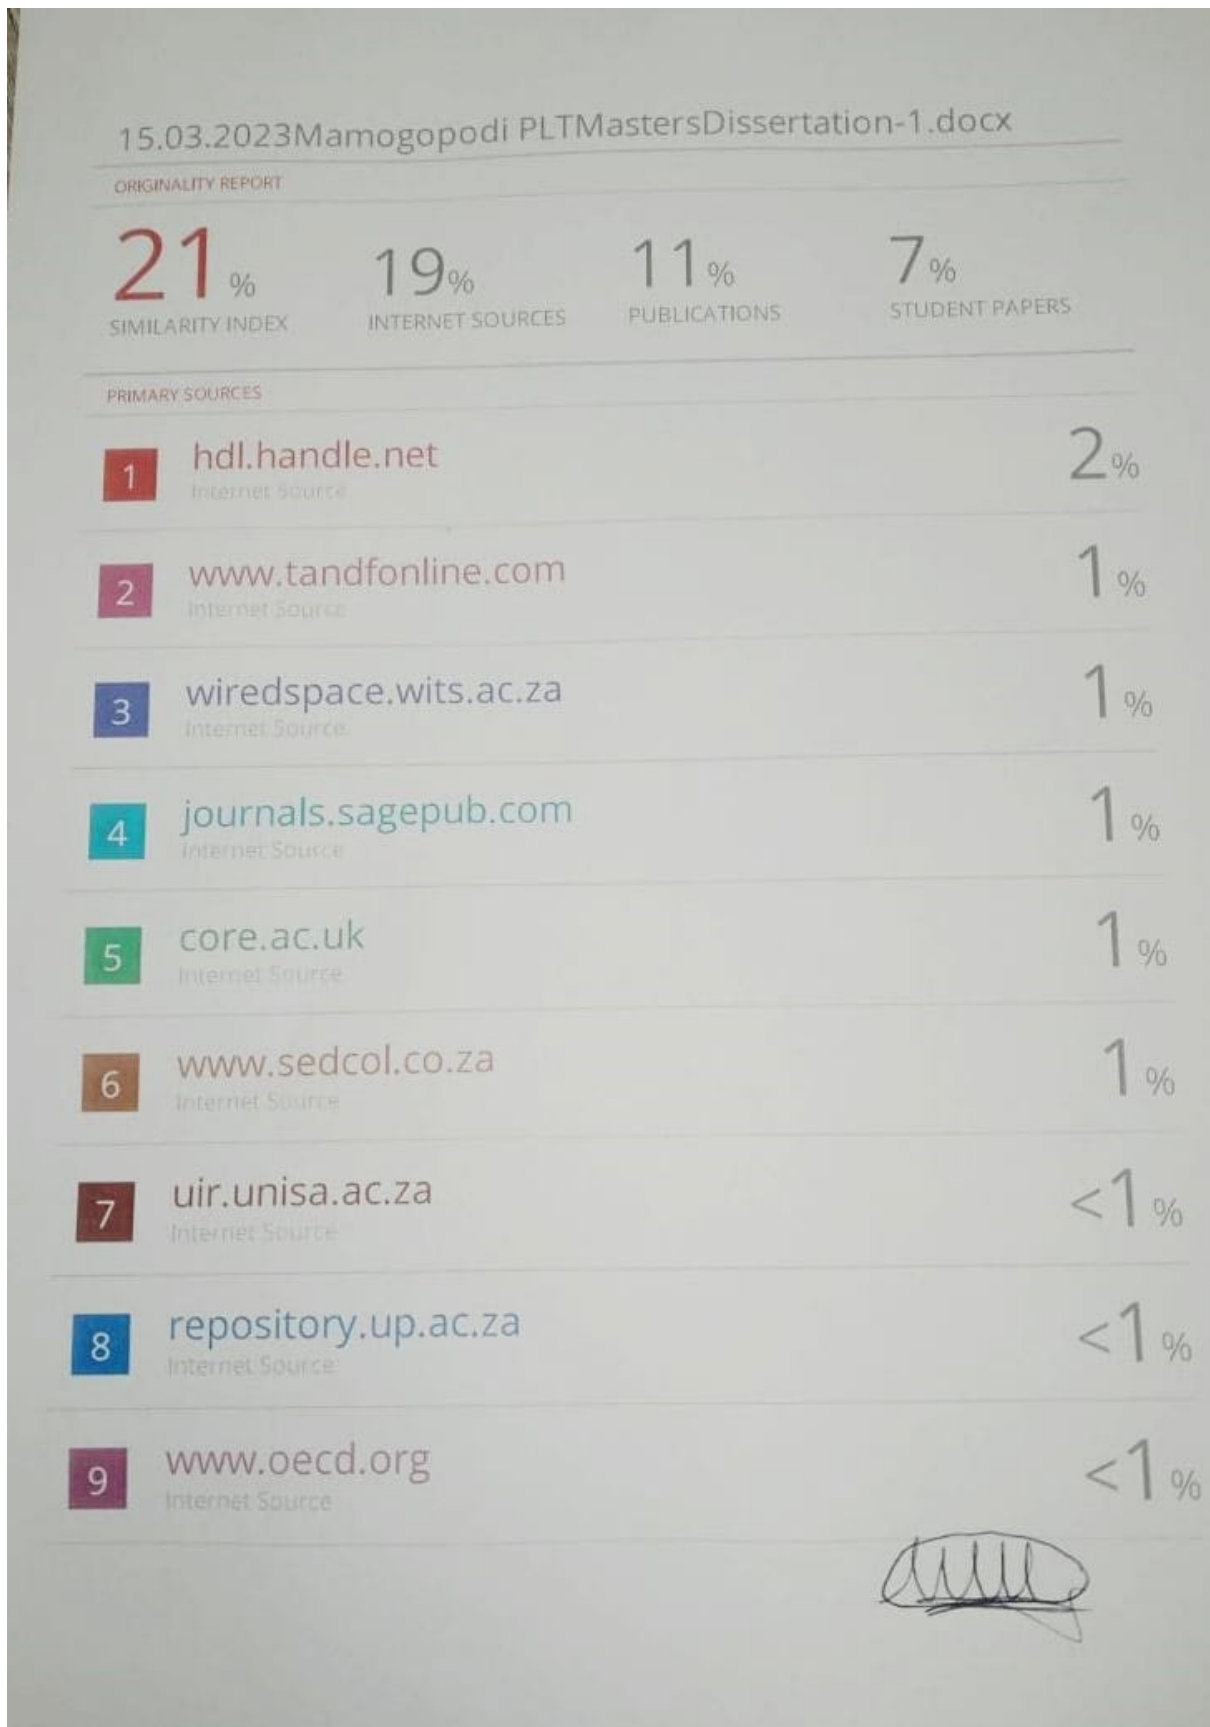 15.03.2023Mamogopodi PLTMastersDissertation-1.docx
ORIGINALITY REPORT
21% 19% 11% 7%
SIMILARITY INDEX INTERNET SOURCES PUBLICATIONS STUDENT PAPERS
PRIMARY SOURCES
1 hdl.handle.net 2%
Internet Source
2 www.tandfonline.com 1%
Internet Source
3 wiredspace.wits.ac.za 1%
Internet Source
4 journals.sagepub.com 1%
Internet Source
5 core.ac.uk 1%
Internet Source
6 www.sedcol.co.za 1%
Internet Source
7 uir.unisa.ac.za <1%
Internet Source
8 repository.up.ac.za <1%
Internet Source
9 www.oecd.org <1%
Internet Source